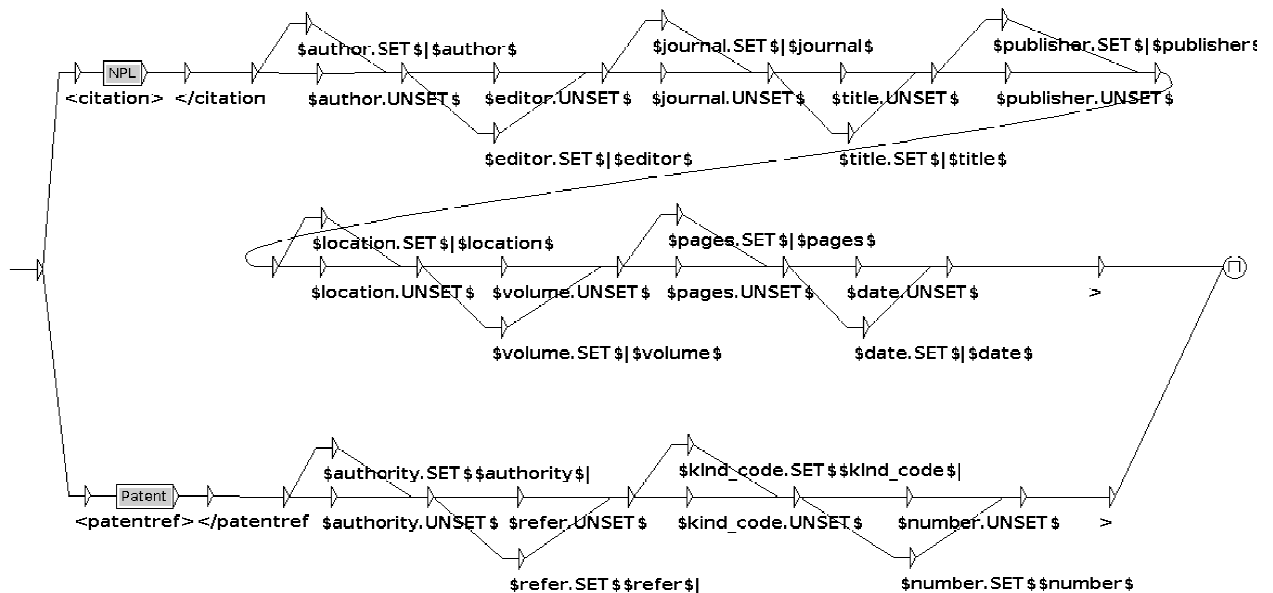 $author.SET$|$author$
$journal.SET$|$journal$
$publisher.SET$|$publisher$
NPL
<citation>
</citation
$author.UNSET$
$editor.UNSET$
$journal.UNSET$
$title.UNSET$
$publisher.UNSET$
$editor.SET$|$editor$
$title.SET$|$title$
$location.SET$|$location$
$pages.SET$|$pages$
$location.UNSET$
$volume.UNSET$
$pages.UNSET$
$date.UNSET$
>
$volume.SET$|$volume$
$date.SET$|$date$
$authority.SET$$authority$|
$kind_code.SET$$kind_code$|
Patent
<patentref>
</patentref
$authority.UNSET$
$refer.UNSET$
$kind_code.UNSET$
$number.UNSET$
>
$refer.SET$$refer$|
$number.SET$$number$